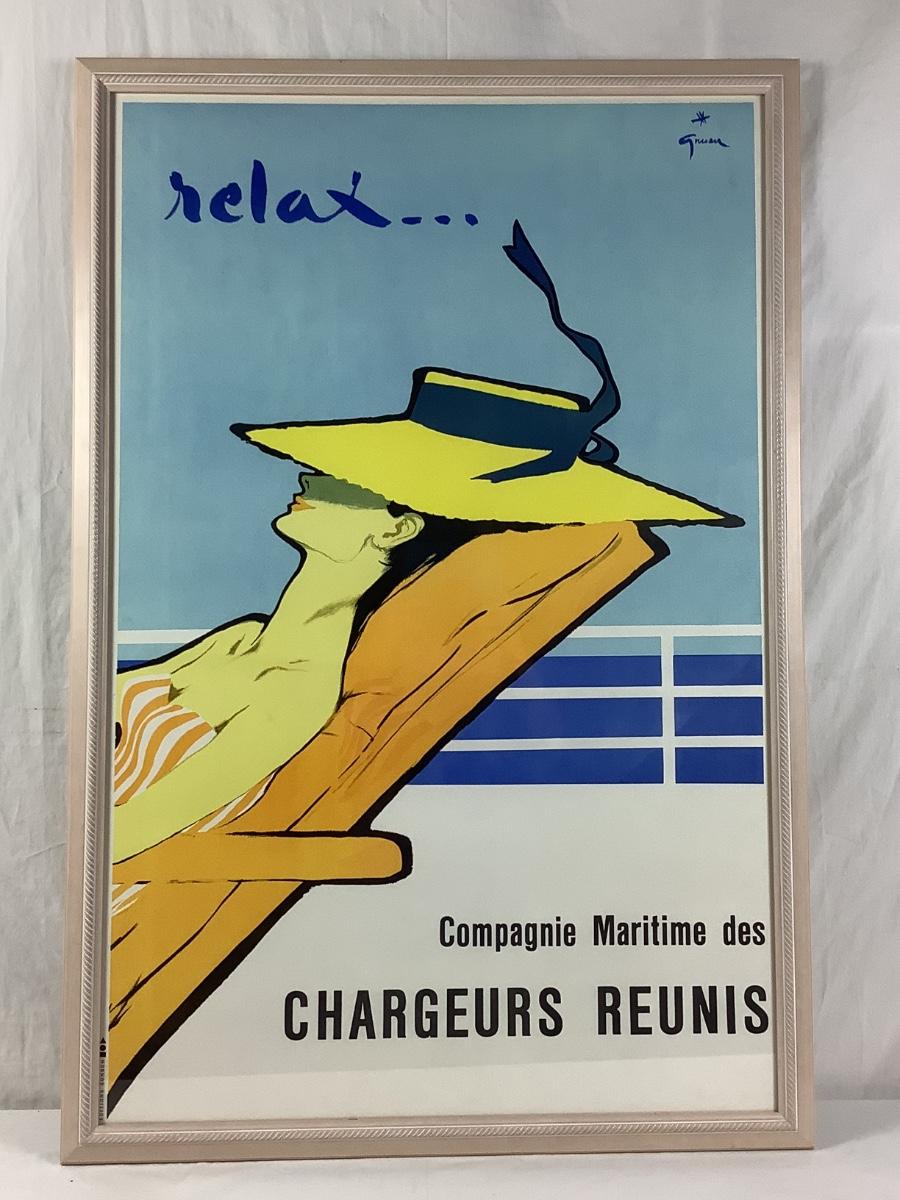 Gruau
relax...
Compagnie Maritime des
CHARGEURS REUNIS